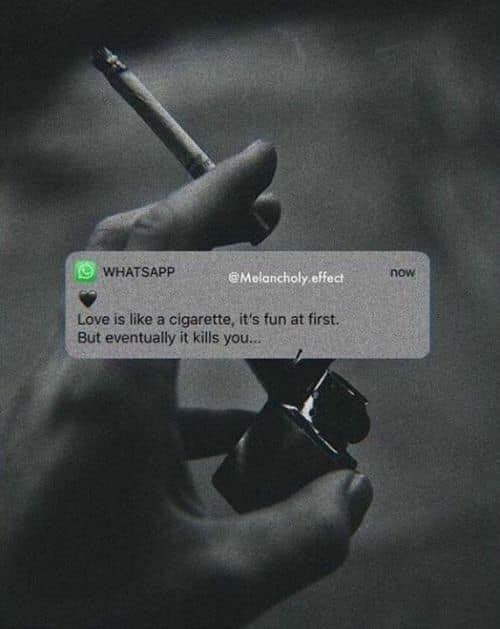 WHATSAPP
@Melancholy.effect
now
🖤
Love is like a cigarette, it's fun at first.
But eventually it kills you...